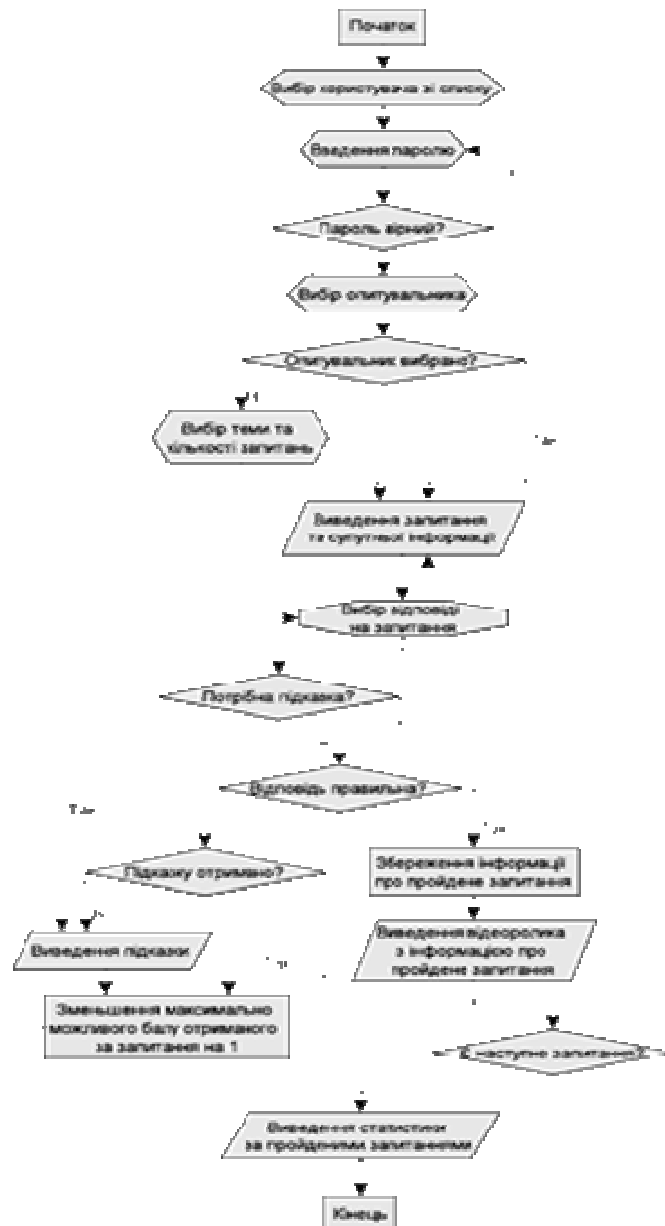 Початок
Вибір користувача зі списку
Введення паролю
Пароль вірний?
Вибір опитувальника
Опитувальник вибрано?
Вибір теми та
кількості запитань
Так
Виведення запитання
та супутньої інформації
Вибір відповіді
на запитання
Потрібна підказка?
Відповідь правильна?
Так
Підказку отримано?
Збереження інформації
про пройдене запитання
Виведення підказки
Виведення відеоролика
з інформацією про
пройдене запитання
Зменьшення максимально
можливого балу отриманого
за запитання на 1
Є наступне запитання?
Виведення статистики
за пройденими запитаннями
Кінець